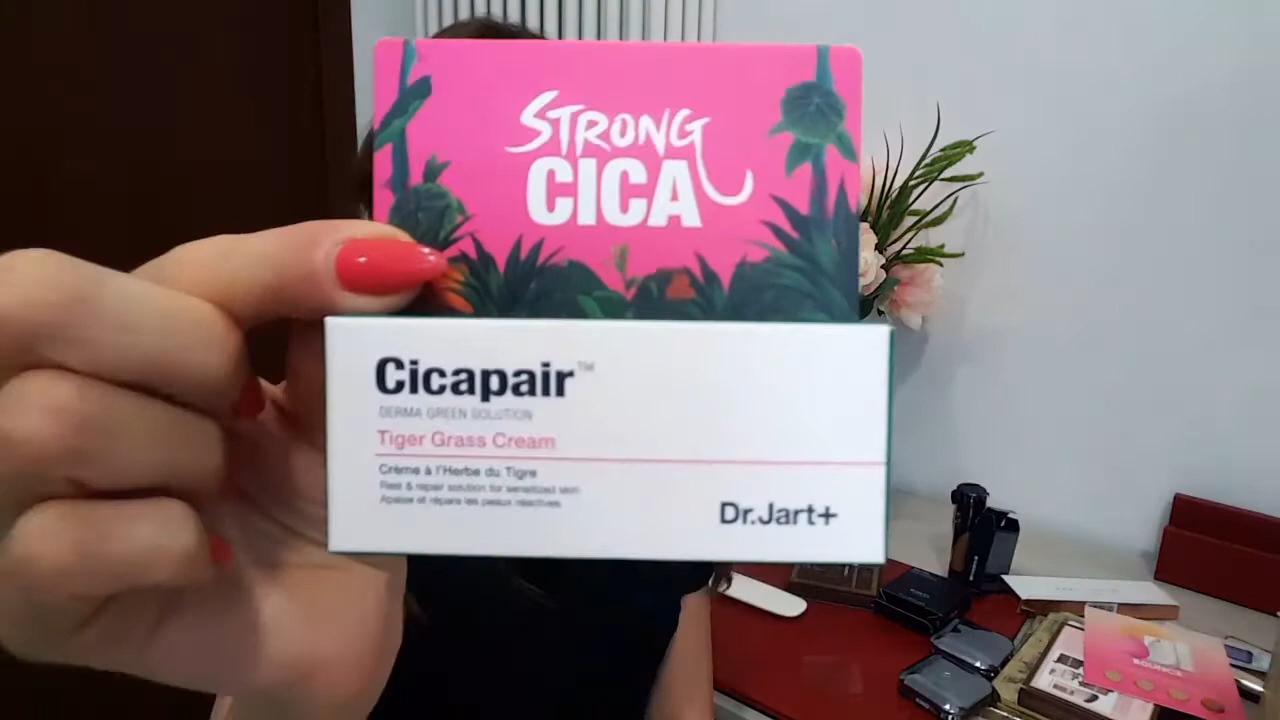 STRONG
CICA
Cicapair™
DERMA GREEN SOLUTION
Tiger Grass Cream
Crème à l'Herbe du Tigre
Rest & repair solution for sensitized skin
Apaise et répare les peaux réactives
Dr.Jart+
BOUNCE